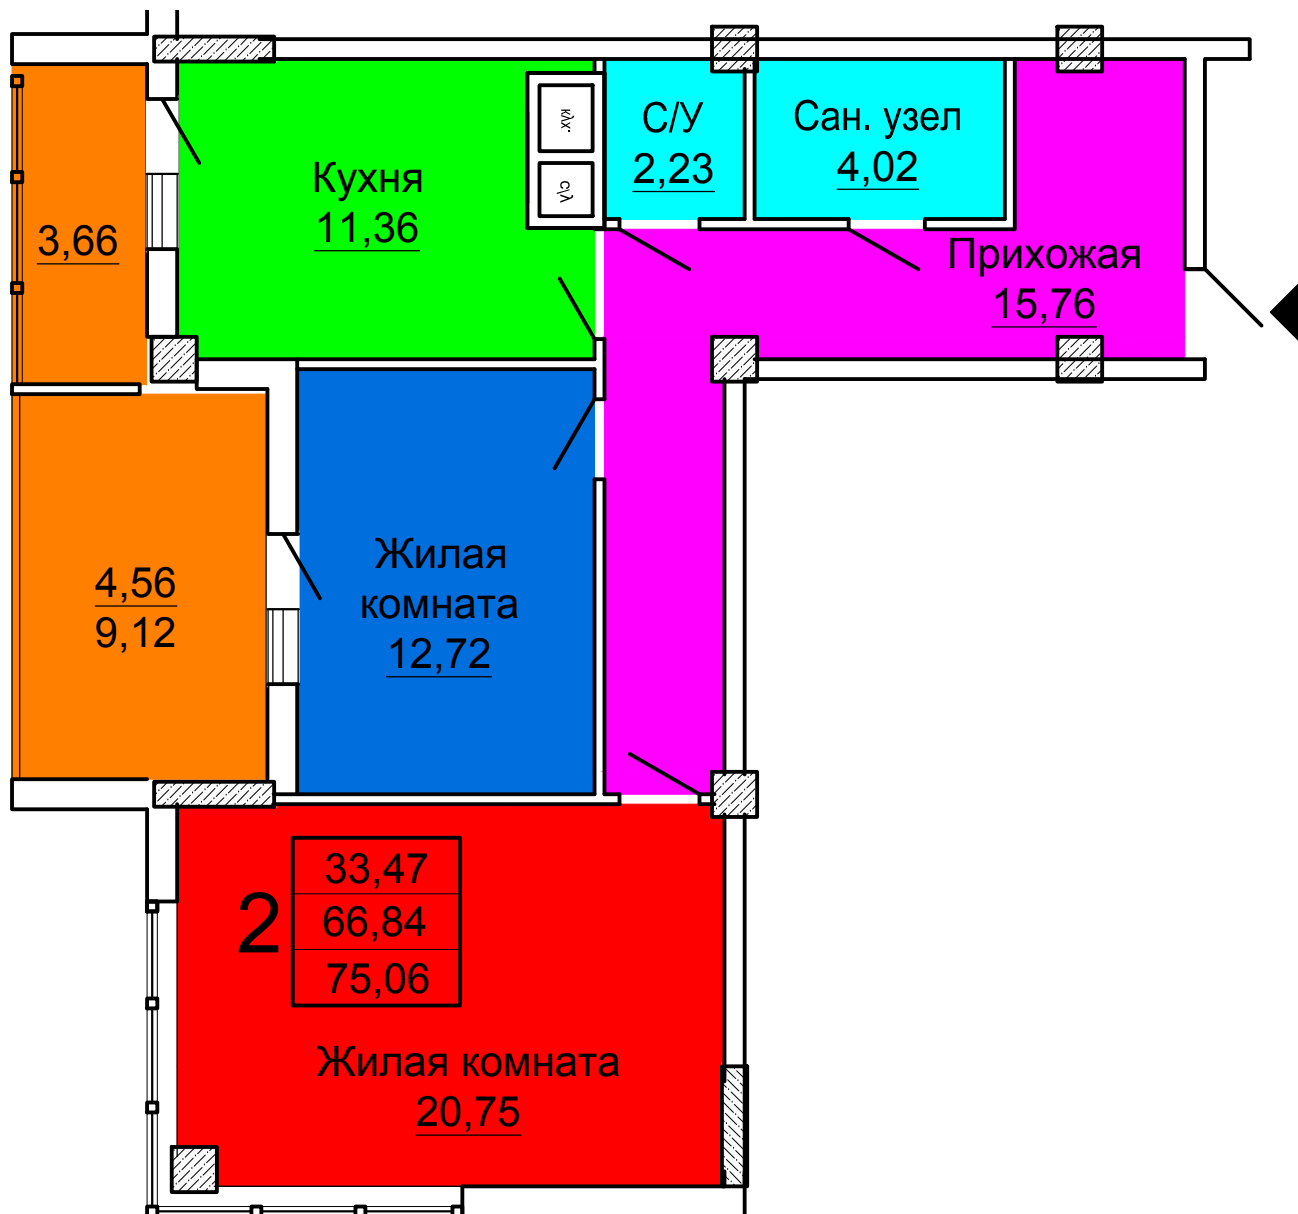 С/У
2,23
Сан. узел
4,02
Кухня
11,36
3,66
Прихожая
15,76
Жилая
комната
12,72
4,56
9,12
2
33,47
66,84
75,06
Жилая комната
20,75